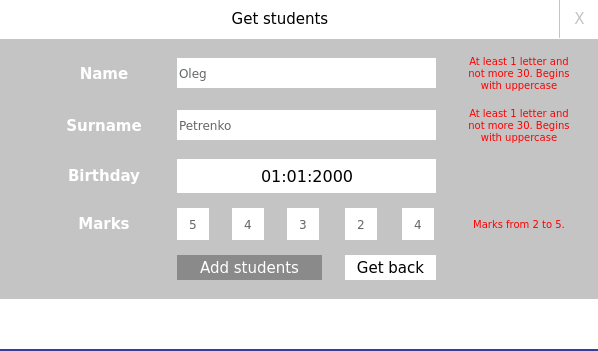 Get students X
Name Oleg At least 1 letter and
not more 30. Begins
with uppercase
Surname Petrenko At least 1 letter and
not more 30. Begins
with uppercase
Birthday 01:01:2000
Marks 5 4 3 2 4 Marks from 2 to 5.
Add students Get back